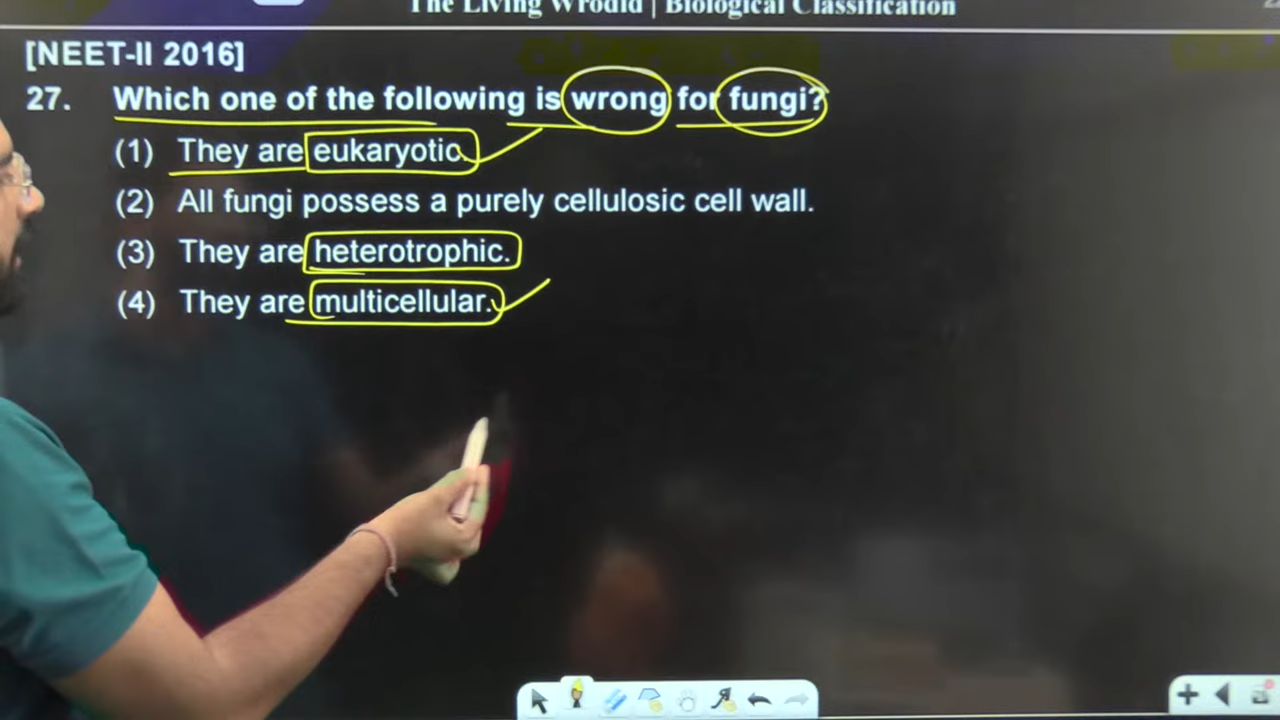 The Living Wrodld | Biological Classification
[NEET-II 2016]
27. Which one of the following is wrong for fungi?
(1) They are eukaryotic.
(2) All fungi possess a purely cellulosic cell wall.
(3) They are heterotrophic.
(4) They are multicellular.